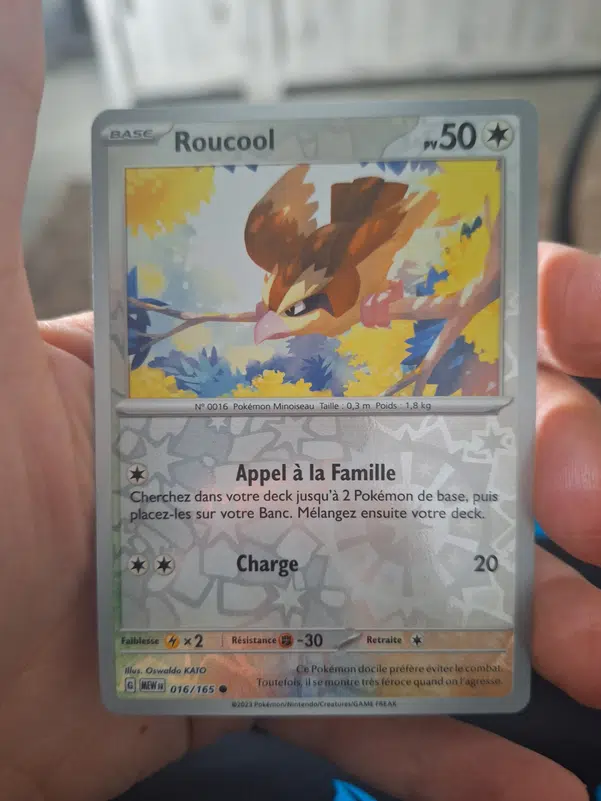 BASE Roucool PV 50
N° 0016 Pokémon Minoiseau Taille : 0,3 m Poids : 1,8 kg
Appel à la Famille
Cherchez dans votre deck jusqu'à 2 Pokémon de base, puis
placez-les sur votre Banc. Mélangez ensuite votre deck.
Charge 20
Faiblesse ×2 Résistance -30 Retraite
Illus. Oswaldo KATO
Ce Pokémon docile préfère éviter le combat.
Toutefois, il se montre très féroce quand on l'agresse.
G MEW FR 016/165
©2023 Pokémon/Nintendo/Creatures/GAME FREAK